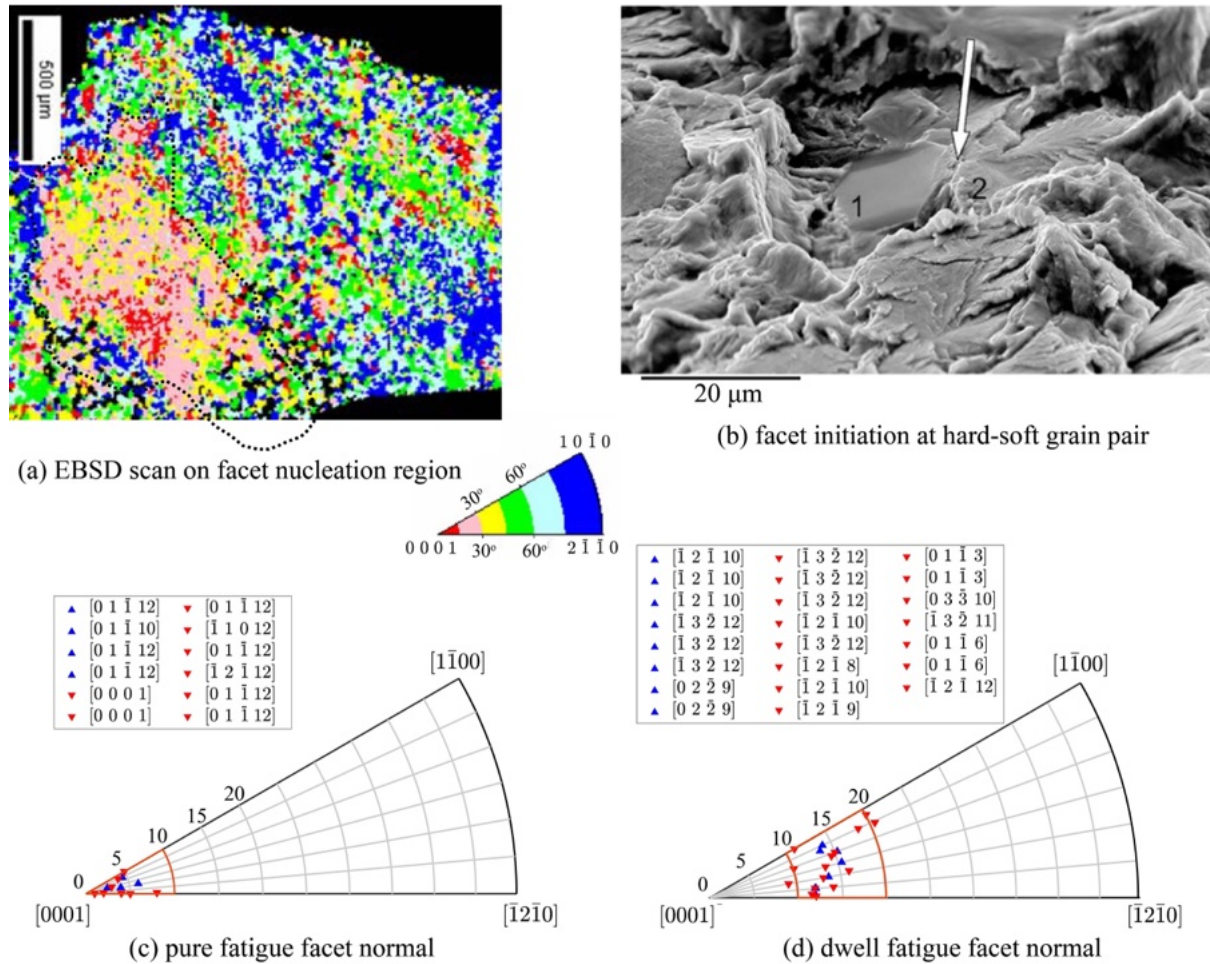 500 μm
1
2
20 μm
(b) facet initiation at hard-soft grain pair
(a) EBSD scan on facet nucleation region
1 0 1̄ 0
60°
30°
0 0 0 1
30°
60°
2 1̄ 1̄ 0
[0 1 1̄ 12] [0 1 1̄ 12]
[0 1 1̄ 10] [1̄ 1 0 12]
[0 1 1̄ 12] [0 1 1̄ 12]
[0 1 1̄ 12] [1̄ 2 1̄ 12]
[0 0 0 1] [0 1 1̄ 12]
[0 0 0 1] [0 1 1̄ 12]
[11̄00]
20
15
10
5
0
[0001]
[1̄21̄0]
(c) pure fatigue facet normal
[1̄ 2 1̄ 10] [1̄ 3 2̄ 12] [0 1 1̄ 3]
[1̄ 2 1̄ 10] [1̄ 3 2̄ 12] [0 1 1̄ 3]
[1̄ 2 1̄ 10] [1̄ 3 2̄ 12] [0 3 3̄ 10]
[1̄ 3 2̄ 12] [1̄ 2 1̄ 10] [1̄ 3 2̄ 11]
[1̄ 3 2̄ 12] [1̄ 3 2̄ 12] [0 1 1̄ 6]
[1̄ 3 2̄ 12] [1̄ 2 1̄ 8] [0 1 1̄ 6]
[0 2 2̄ 9] [1̄ 2 1̄ 10] [1̄ 2 1̄ 12]
[0 2 2̄ 9] [1̄ 2 1̄ 9]
[11̄00]
20
15
10
5
0
[0001]
[1̄21̄0]
(d) dwell fatigue facet normal